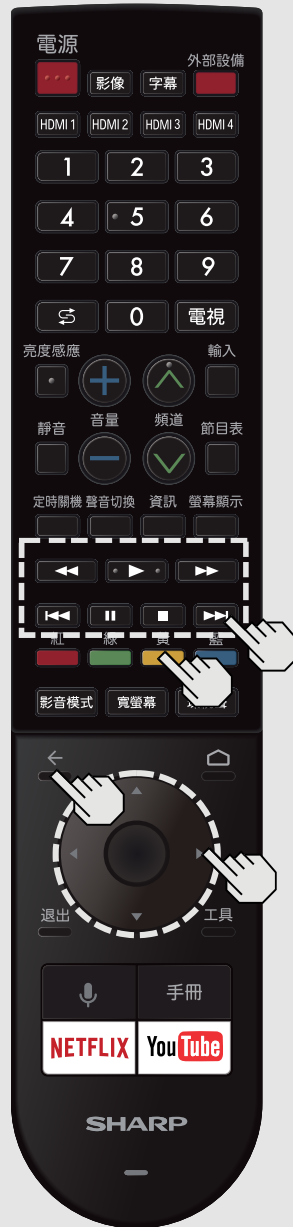 電源
外部設備
影像 字幕
HDMI 1 HDMI 2 HDMI 3 HDMI 4
1 2 3
4 5 6
7 8 9
0 電視
亮度感應 輸入
音量 頻道
靜音 節目表
定時關機 聲音切換 資訊 螢幕顯示
紅 綠 黃 藍
影音模式 寬螢幕
退出 工具
手冊
NETFLIX YouTube
SHARP